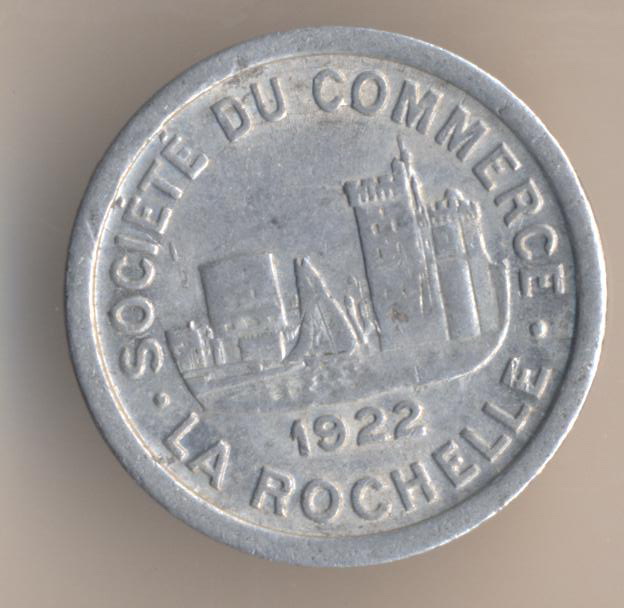 SOCIÉTÉ DU COMMERCE
1922
LA ROCHELLE